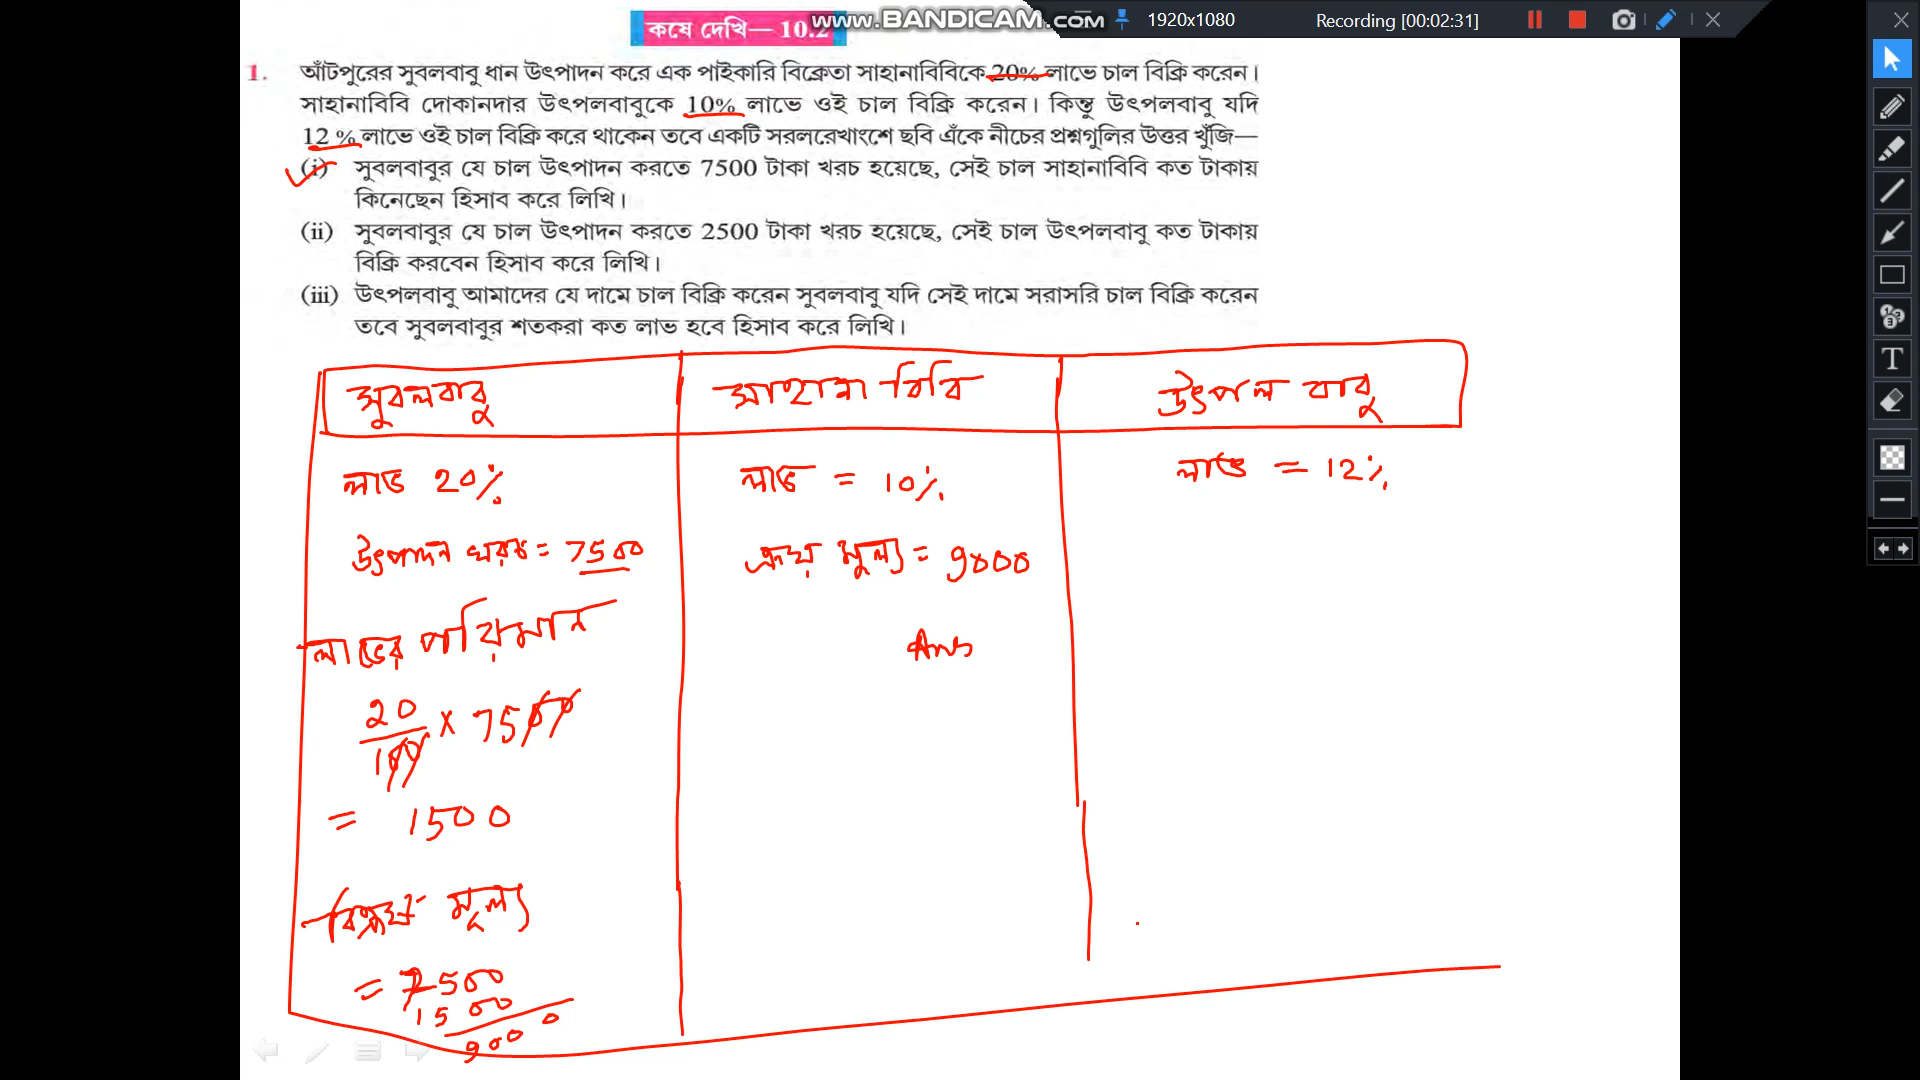 www.BANDICAM.com
1920x1080
Recording [00:02:31]
কষে দেখি— 10.2
1. আঁটপুরের সুবলবাবু ধান উৎপাদন করে এক পাইকারি বিক্রেতা সাহানাবিবিকে 20% লাভে চাল বিক্রি করেন।
সাহানাবিবি দোকানদার উৎপলবাবুকে 10% লাভে ওই চাল বিক্রি করেন। কিন্তু উৎপলবাবু যদি
12 % লাভে ওই চাল বিক্রি করে থাকেন তবে একটি সরলরেখাংশে ছবি এঁকে নীচের প্রশ্নগুলির উত্তর খুঁজি—
(i) সুবলবাবুর যে চাল উৎপাদন করতে 7500 টাকা খরচ হয়েছে, সেই চাল সাহানাবিবি কত টাকায়
কিনেছেন হিসাব করে লিখি।
(ii) সুবলবাবুর যে চাল উৎপাদন করতে 2500 টাকা খরচ হয়েছে, সেই চাল উৎপলবাবু কত টাকায়
বিক্রি করবেন হিসাব করে লিখি।
(iii) উৎপলবাবু আমাদের যে দামে চাল বিক্রি করেন সুবলবাবু যদি সেই দামে সরাসরি চাল বিক্রি করেন
তবে সুবলবাবুর শতকরা কত লাভ হবে হিসাব করে লিখি।
সুবলবাবু সাহানা বিবি উৎপল বাবু
লাভ 20% লাভ = 10% লাভ = 12%
উৎপাদন খরচ = 7500 ক্রয় মূল্য = 9000
লাভের পরিমান
Ans
20/100 × 7500
= 1500
বিক্রয় মূল্য
= 7500
1500
9000